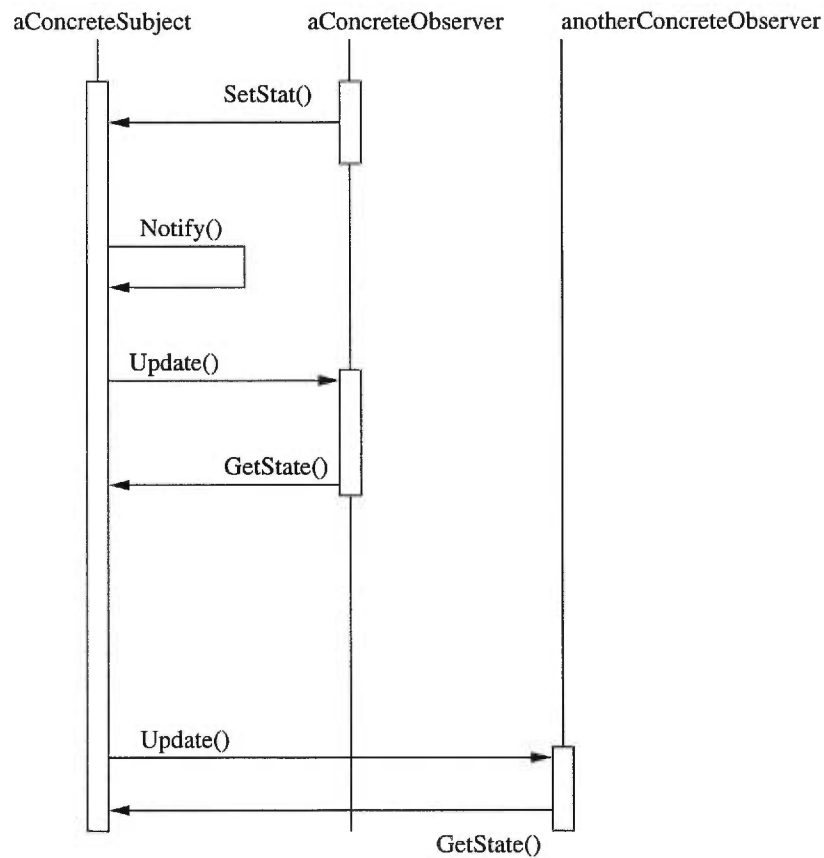 aConcreteSubject
aConcreteObserver
anotherConcreteObserver
SetStat()
Notify()
Update()
GetState()
Update()
GetState()